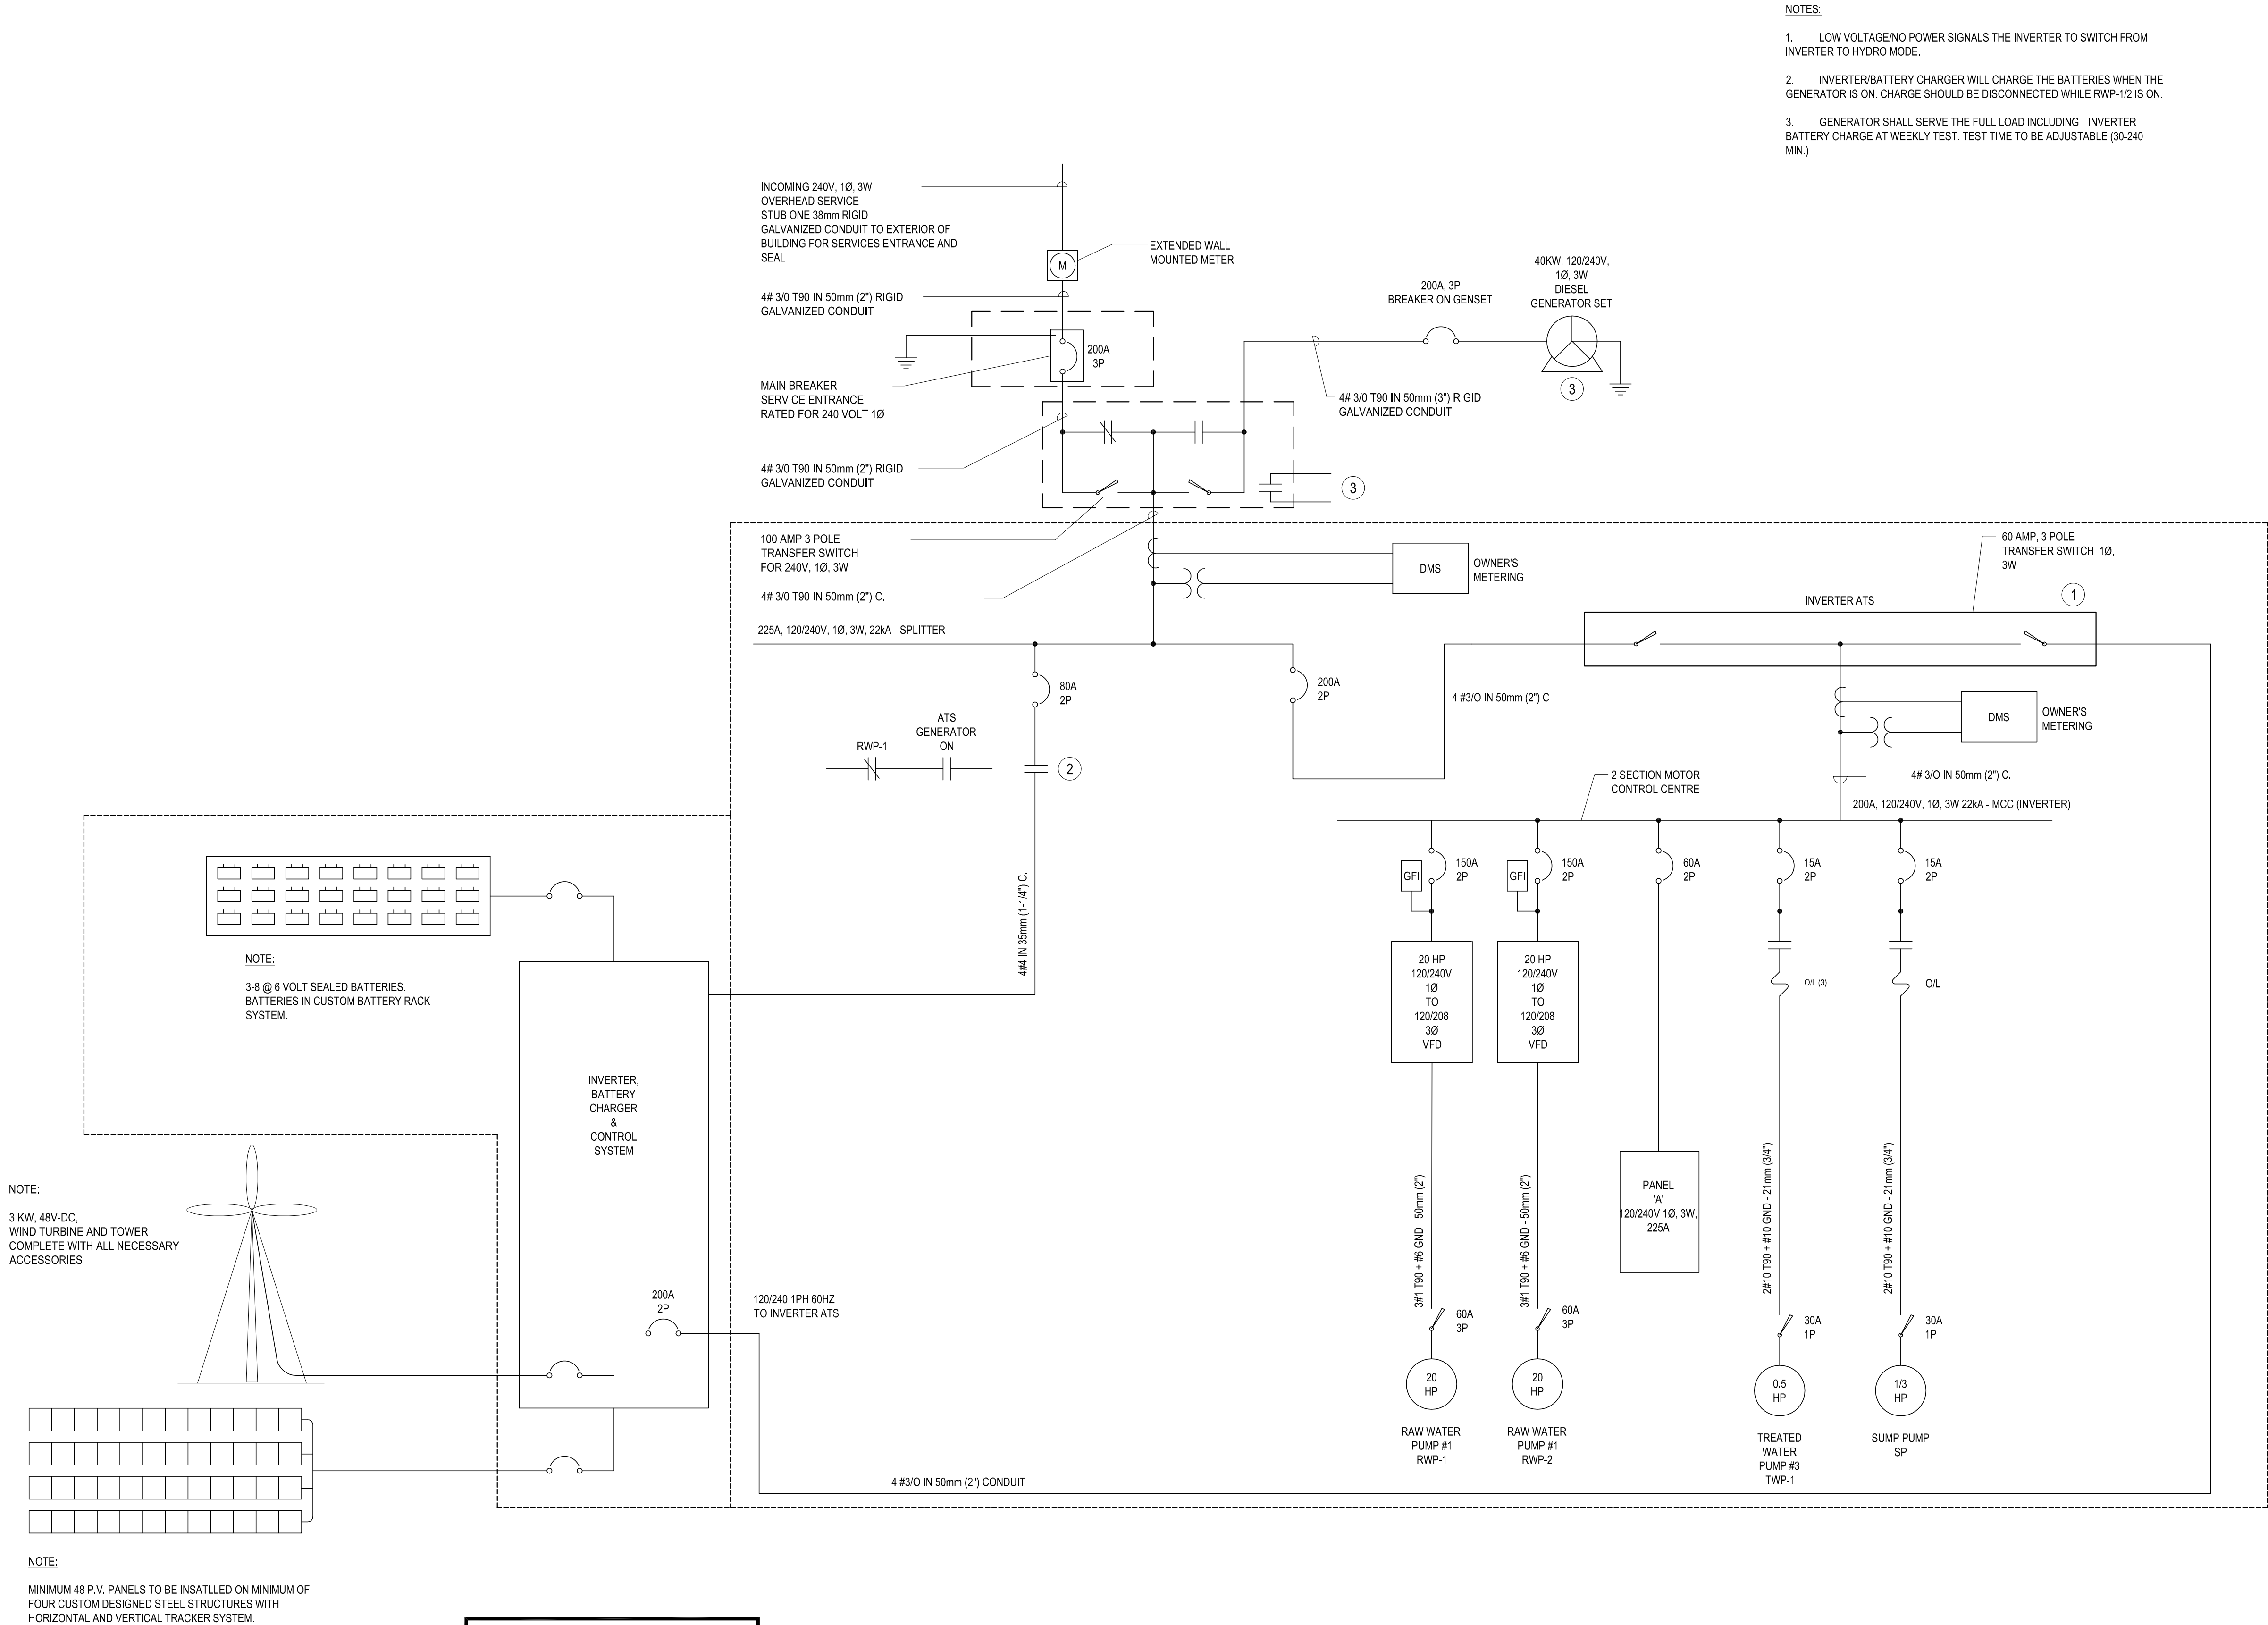 NOTES:
1. LOW VOLTAGE/NO POWER SIGNALS THE INVERTER TO SWITCH FROM
INVERTER TO HYDRO MODE.
2. INVERTER/BATTERY CHARGER WILL CHARGE THE BATTERIES WHEN THE
GENERATOR IS ON. CHARGE SHOULD BE DISCONNECTED WHILE RWP-1/2 IS ON.
3. GENERATOR SHALL SERVE THE FULL LOAD INCLUDING INVERTER
BATTERY CHARGE AT WEEKLY TEST. TEST TIME TO BE ADJUSTABLE (30-240
MIN.)
INCOMING 240V, 1Ø, 3W
OVERHEAD SERVICE
STUB ONE 38mm RIGID
GALVANIZED CONDUIT TO EXTERIOR OF
BUILDING FOR SERVICES ENTRANCE AND
SEAL
M
EXTENDED WALL
MOUNTED METER
4# 3/0 T90 IN 50mm (2") RIGID
GALVANIZED CONDUIT
200A
3P
MAIN BREAKER
SERVICE ENTRANCE
RATED FOR 240 VOLT 1Ø
200A, 3P
BREAKER ON GENSET
40KW, 120/240V,
1Ø, 3W
DIESEL
GENERATOR SET
3
4# 3/0 T90 IN 50mm (3") RIGID
GALVANIZED CONDUIT
4# 3/0 T90 IN 50mm (2") RIGID
GALVANIZED CONDUIT
3
100 AMP 3 POLE
TRANSFER SWITCH
FOR 240V, 1Ø, 3W
4# 3/0 T90 IN 50mm (2") C.
DMS
OWNER'S
METERING
60 AMP, 3 POLE
TRANSFER SWITCH 1Ø,
3W
INVERTER ATS
1
225A, 120/240V, 1Ø, 3W, 22kA - SPLITTER
80A
2P
200A
2P
4 #3/O IN 50mm (2") C
DMS
OWNER'S
METERING
RWP-1
ATS
GENERATOR
ON
2
2 SECTION MOTOR
CONTROL CENTRE
4# 3/O IN 50mm (2") C.
200A, 120/240V, 1Ø, 3W 22kA - MCC (INVERTER)
GFI
150A
2P
GFI
150A
2P
60A
2P
15A
2P
15A
2P
4#4 IN 35mm (1-1/4") C.
NOTE:
3-8 @ 6 VOLT SEALED BATTERIES.
BATTERIES IN CUSTOM BATTERY RACK
SYSTEM.
20 HP
120/240V
1Ø
TO
120/208
3Ø
VFD
20 HP
120/240V
1Ø
TO
120/208
3Ø
VFD
O/L (3)
O/L
INVERTER,
BATTERY
CHARGER
&
CONTROL
SYSTEM
3#1 T90 + #6 GND - 50mm (2")
3#1 T90 + #6 GND - 50mm (2")
PANEL
'A'
120/240V 1Ø, 3W,
225A
2#10 T90 + #10 GND - 21mm (3/4")
2#10 T90 + #10 GND - 21mm (3/4")
NOTE:
3 KW, 48V-DC,
WIND TURBINE AND TOWER
COMPLETE WITH ALL NECESSARY
ACCESSORIES
200A
2P
120/240 1PH 60HZ
TO INVERTER ATS
60A
3P
60A
3P
30A
1P
30A
1P
20
HP
20
HP
0.5
HP
1/3
HP
RAW WATER
PUMP #1
RWP-1
RAW WATER
PUMP #1
RWP-2
TREATED
WATER
PUMP #3
TWP-1
SUMP PUMP
SP
4 #3/O IN 50mm (2") CONDUIT
NOTE:
MINIMUM 48 P.V. PANELS TO BE INSATLLED ON MINIMUM OF
FOUR CUSTOM DESIGNED STEEL STRUCTURES WITH
HORIZONTAL AND VERTICAL TRACKER SYSTEM.